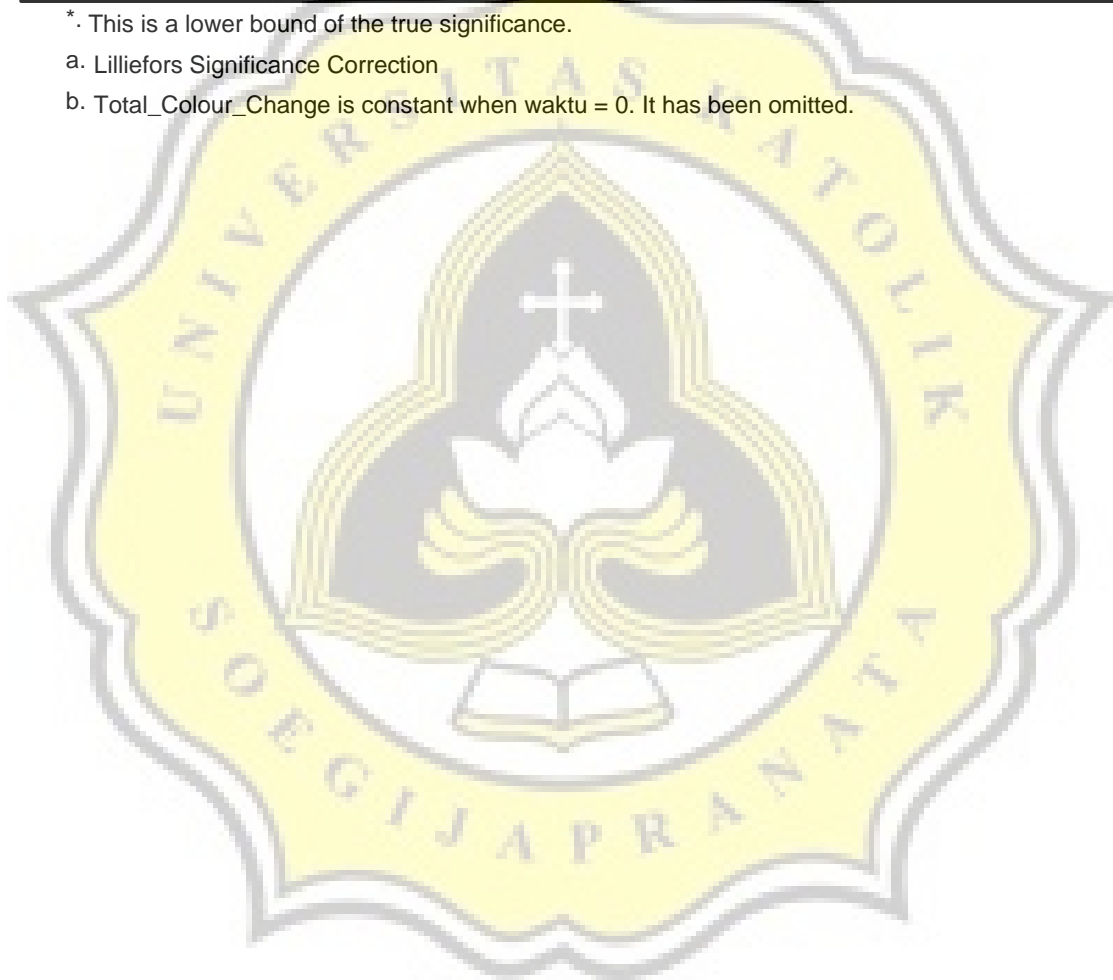 *. This is a lower bound of the true significance.
a. Lilliefors Significance Correction
b. Total_Colour_Change is constant when waktu = 0. It has been omitted.
UNIVERSITAS KATOLIK
SOEGIJAPRANATA